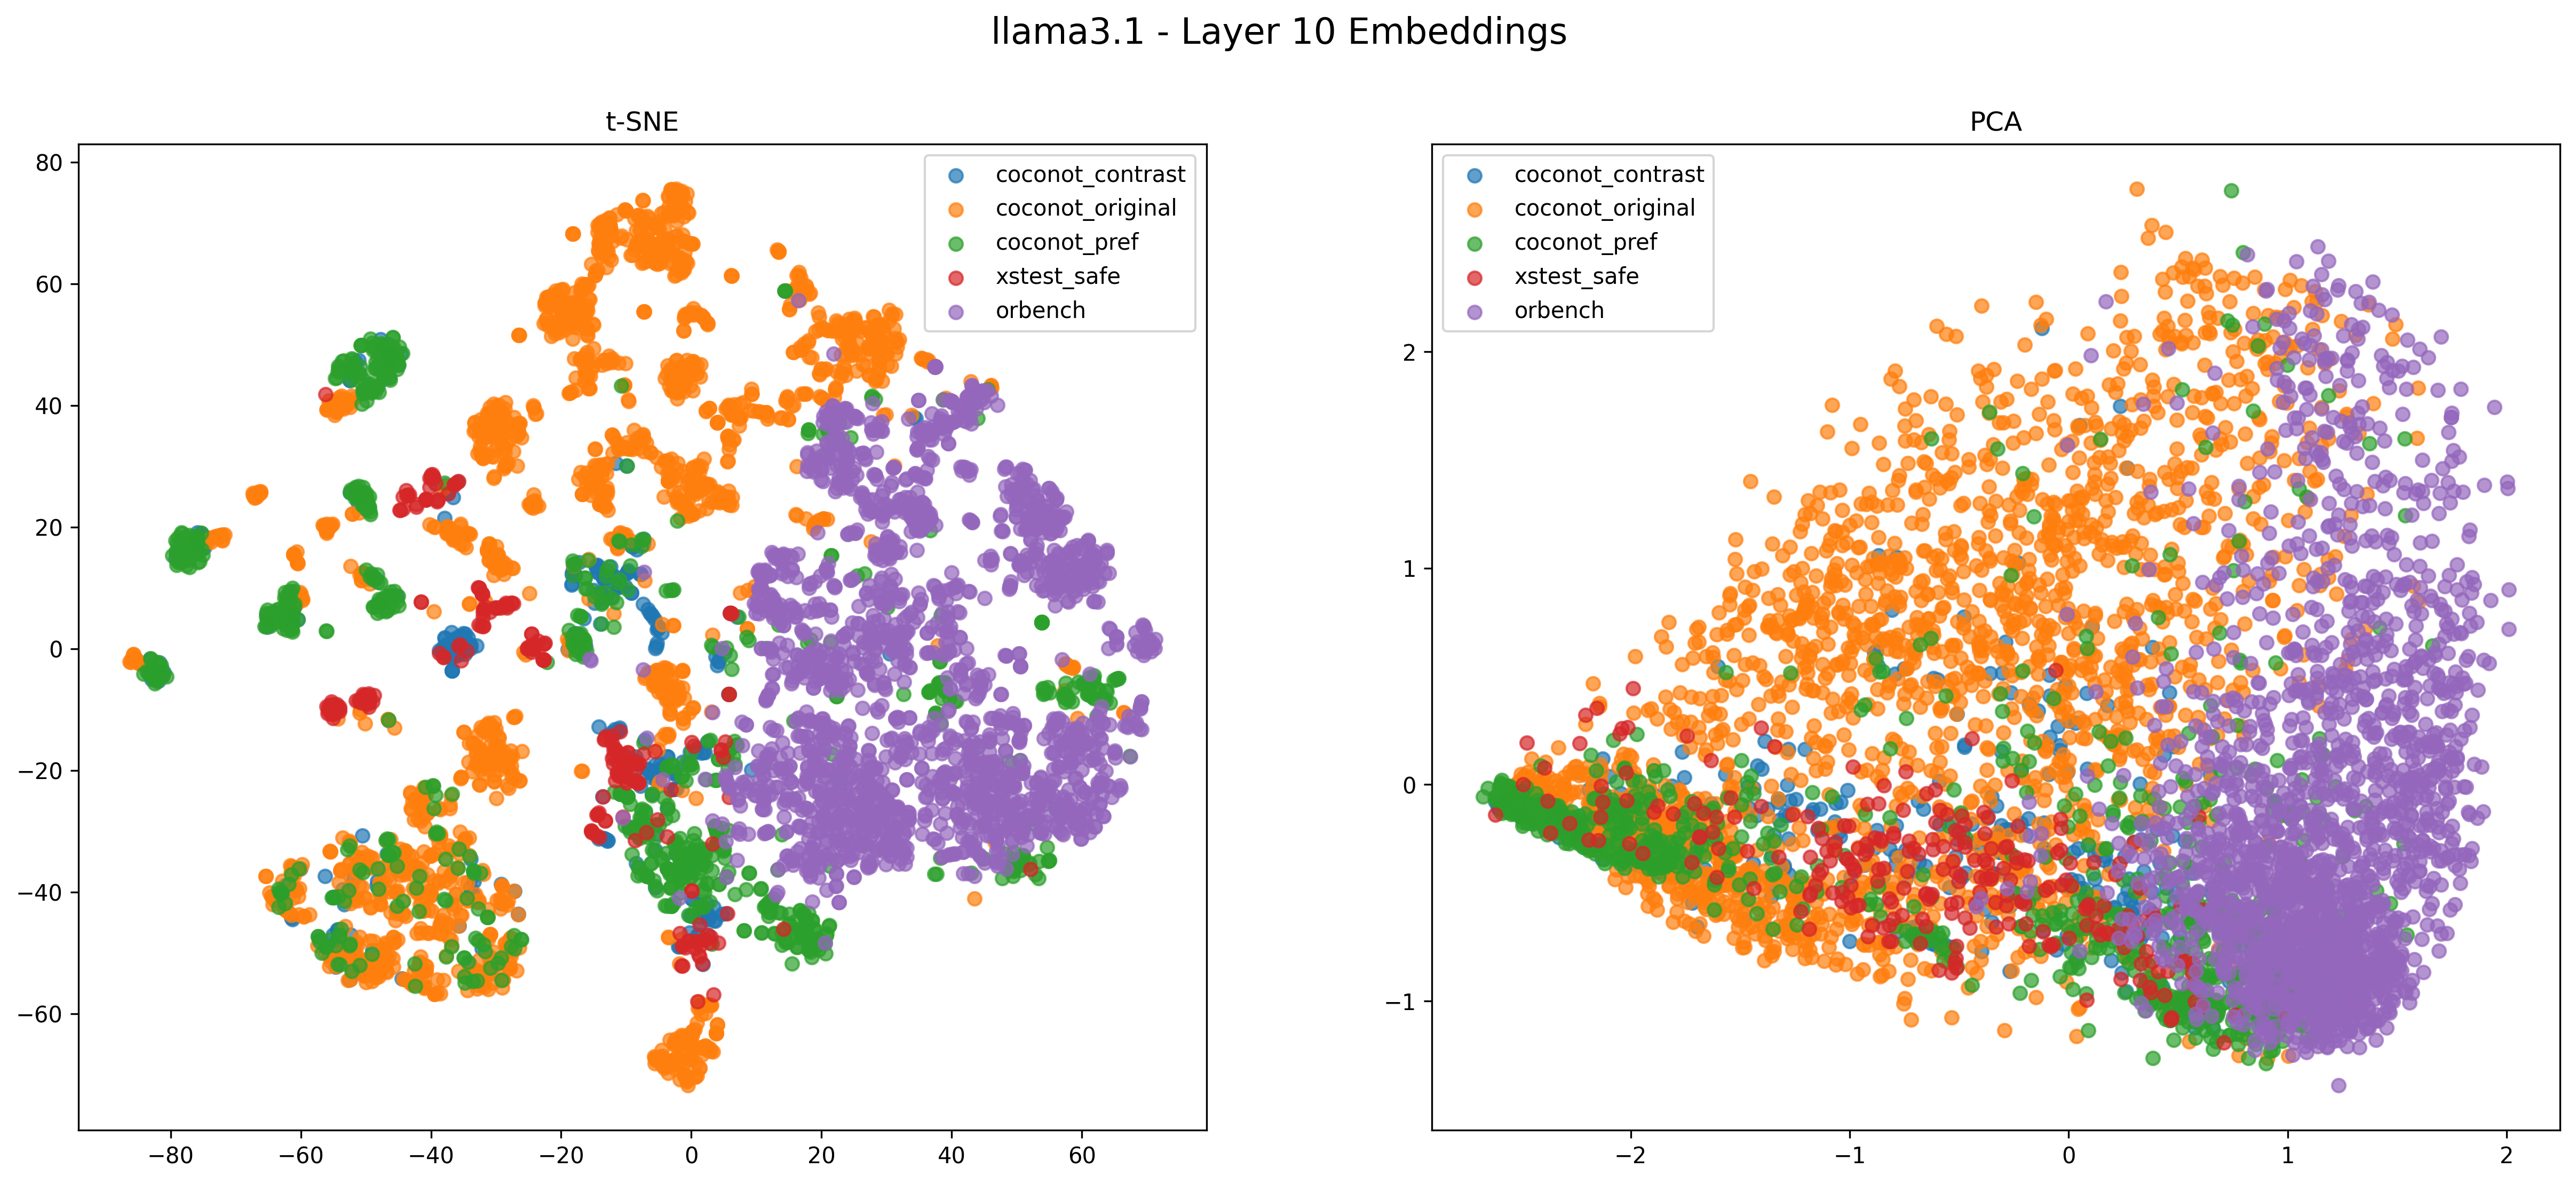 llama3.1 - Layer 10 Embeddings
t-SNE
80
60
40
20
0
−20
−40
−60
−80
−60
−40
−20
0
20
40
60
coconot_contrast
coconot_original
coconot_pref
xstest_safe
orbench
PCA
2
1
0
−1
−2
−1
0
1
2
coconot_contrast
coconot_original
coconot_pref
xstest_safe
orbench